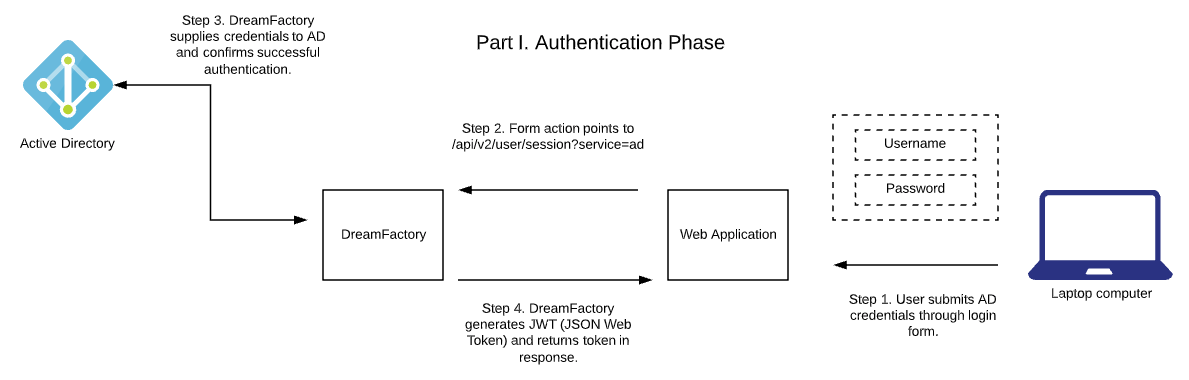 Step 3. DreamFactory
supplies credentials to AD
and confirms successful
authentication.
Part I. Authentication Phase
Active Directory
Step 2. Form action points to
/api/v2/user/session?service=ad
Username
Password
DreamFactory
Web Application
Laptop computer
Step 1. User submits AD
credentials through login
form.
Step 4. DreamFactory
generates JWT (JSON Web
Token) and returns token in
response.